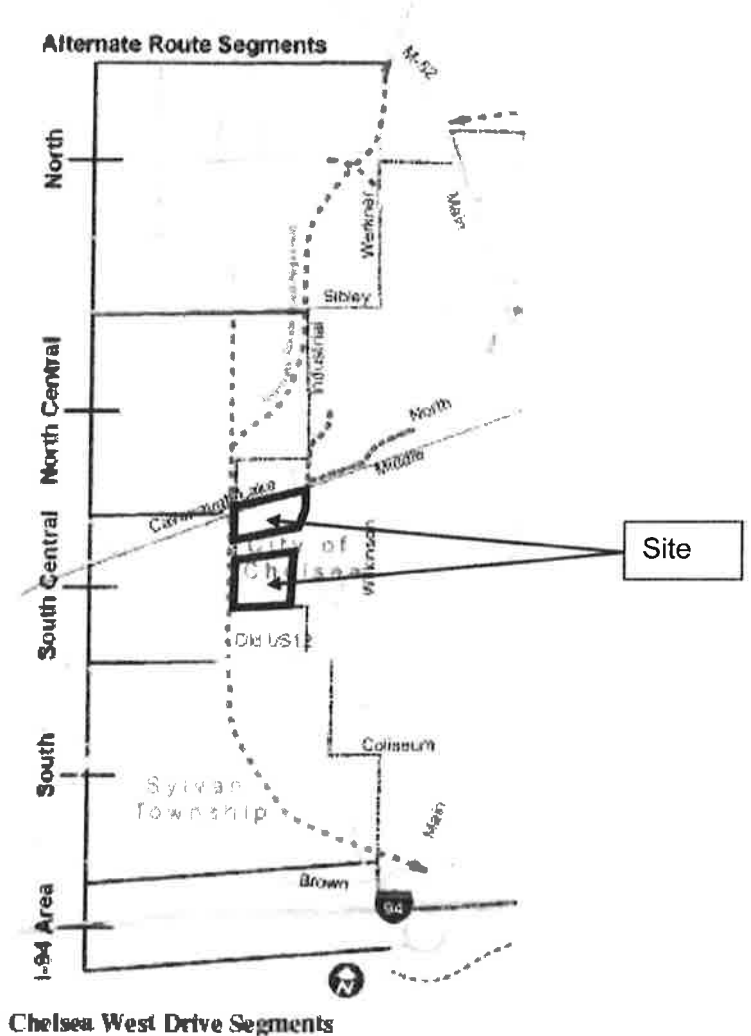 Alternate Route Segments
M-52
North
Main
Werkner
Sibley
Industrial
North Central
North
Middle
Lake
City of
Chelsea
Wilkinson
Site
South Central
Old US12
Coliseum
South
Sylvan
Township
Main
Brown
94
I-94 Area
N
Chelsea West Drive Segments